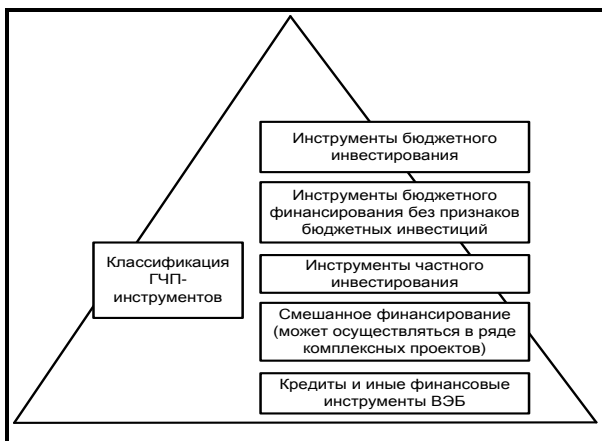 Инструменты бюджетного
инвестирования
Инструменты бюджетного
финансирования без признаков
бюджетных инвестиций
Классификация
ГЧП-
инструментов
Инструменты частного
инвестирования
Смешанное финансирование
(может осуществляться в ряде
комплексных проектов)
Кредиты и иные финансовые
инструменты ВЭБ